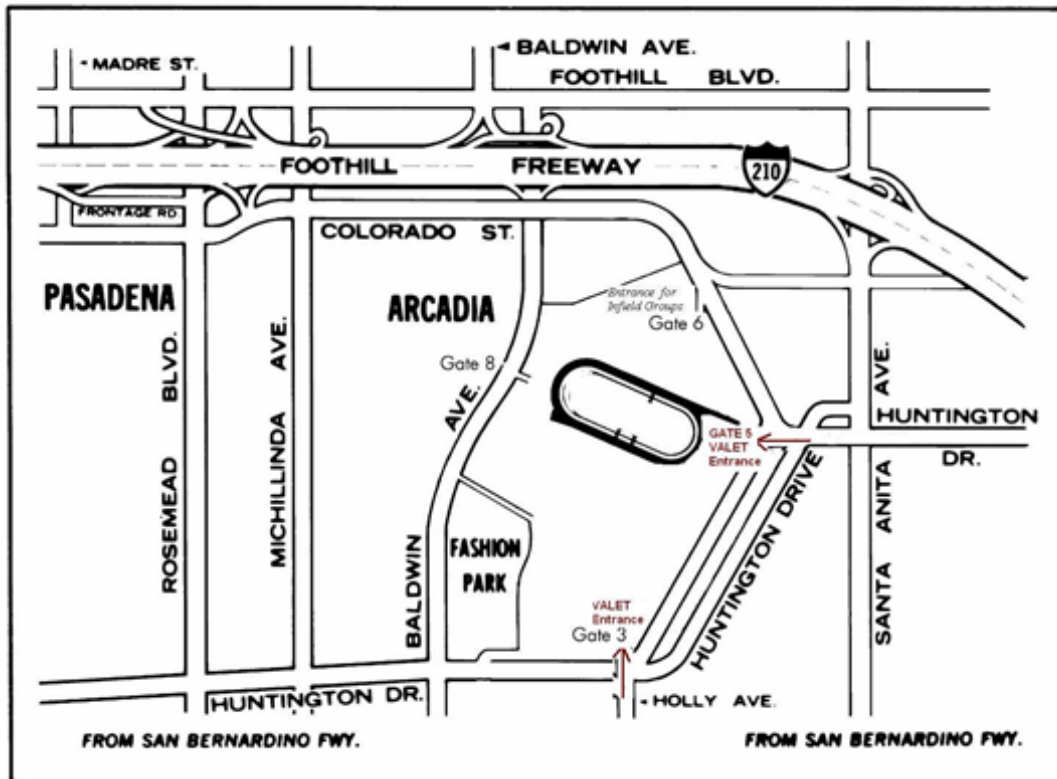 BALDWIN AVE.
MADRE ST.
FOOTHILL BLVD.
FOOTHILL FREEWAY
210
FRONTAGE RD.
COLORADO ST.
PASADENA
ARCADIA
Entrance for
Infield Groups
Gate 6
Gate 8
ROSEMEAD BLVD.
MICHILLINDA AVE.
BALDWIN AVE.
GATE 5
VALET
Entrance
HUNTINGTON
DR.
HUNTINGTON DRIVE
SANTA ANITA AVE.
FASHION
PARK
VALET
Entrance
Gate 3
HUNTINGTON DR.
HOLLY AVE.
FROM SAN BERNARDINO FWY.
FROM SAN BERNARDINO FWY.